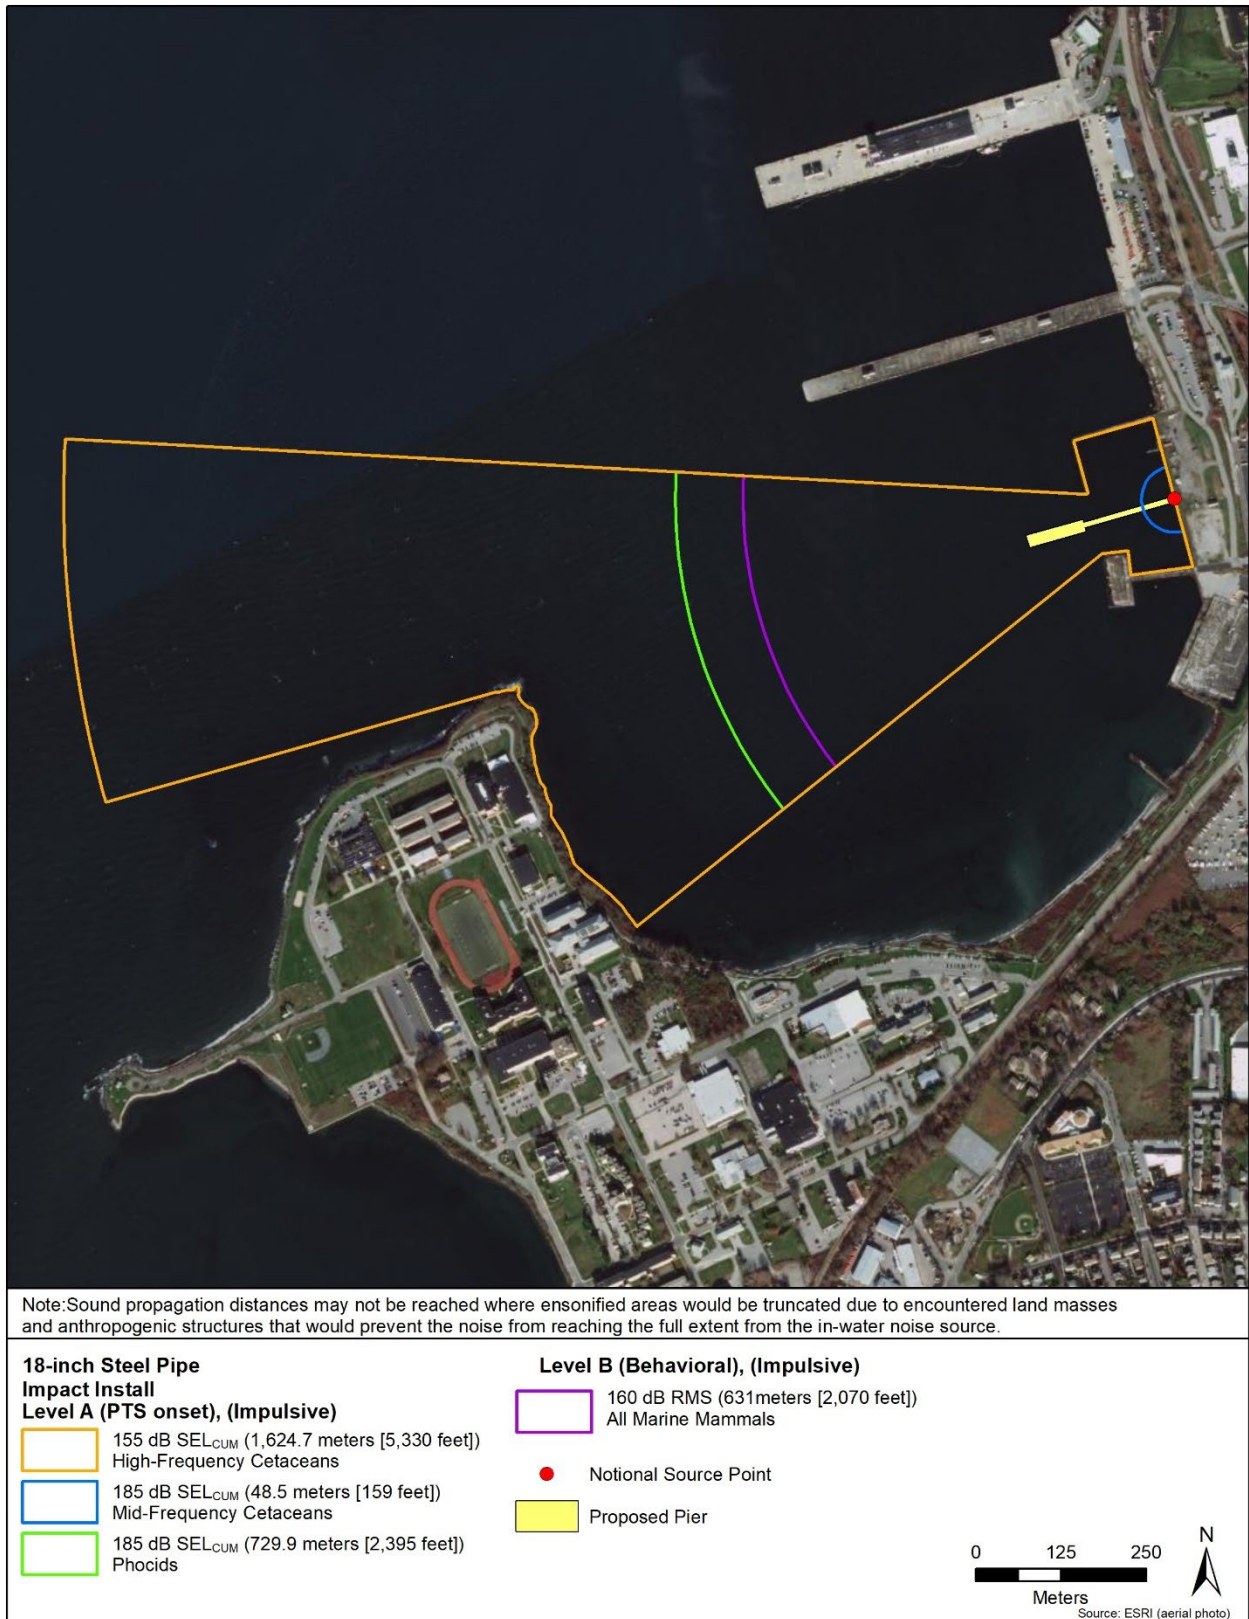 Note:Sound propagation distances may not be reached where ensonified areas would be truncated due to encountered land masses
and anthropogenic structures that would prevent the noise from reaching the full extent from the in-water noise source.
18-inch Steel Pipe
Impact Install
Level A (PTS onset), (Impulsive)
155 dB SELCUM (1,624.7 meters [5,330 feet])
High-Frequency Cetaceans
185 dB SELCUM (48.5 meters [159 feet])
Mid-Frequency Cetaceans
185 dB SELCUM (729.9 meters [2,395 feet])
Phocids
Level B (Behavioral), (Impulsive)
160 dB RMS (631meters [2,070 feet])
All Marine Mammals
Notional Source Point
Proposed Pier
0 125 250
Meters
N
Source: ESRI (aerial photo)